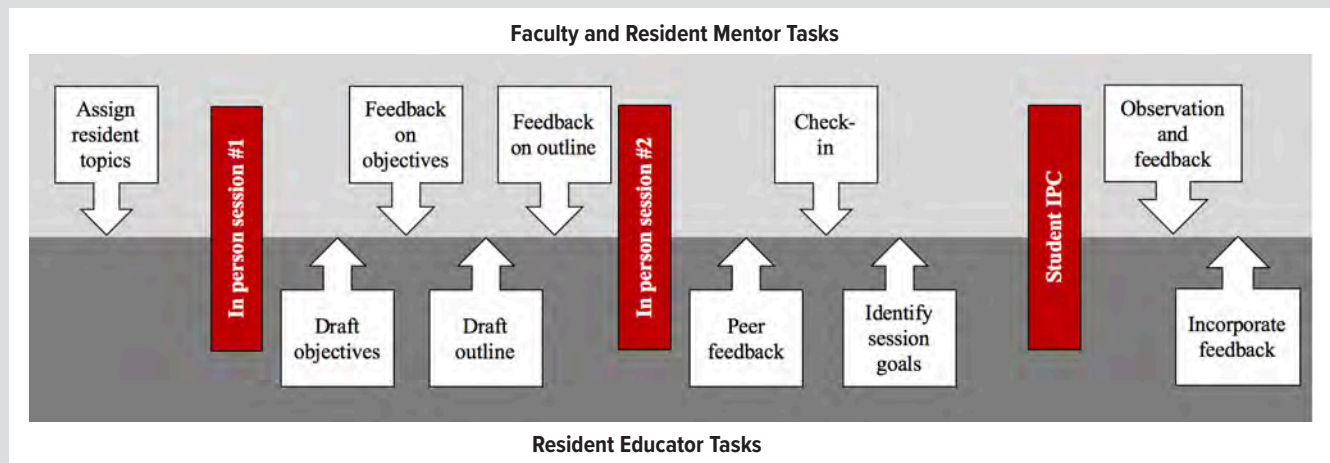 Faculty and Resident Mentor Tasks
Assign
resident
topics
In person session #1
Feedback
on
objectives
Feedback
on outline
In person session #2
Check-
in
Student IPC
Observation
and
feedback
Draft
objectives
Draft
outline
Peer
feedback
Identify
session
goals
Incorporate
feedback
Resident Educator Tasks